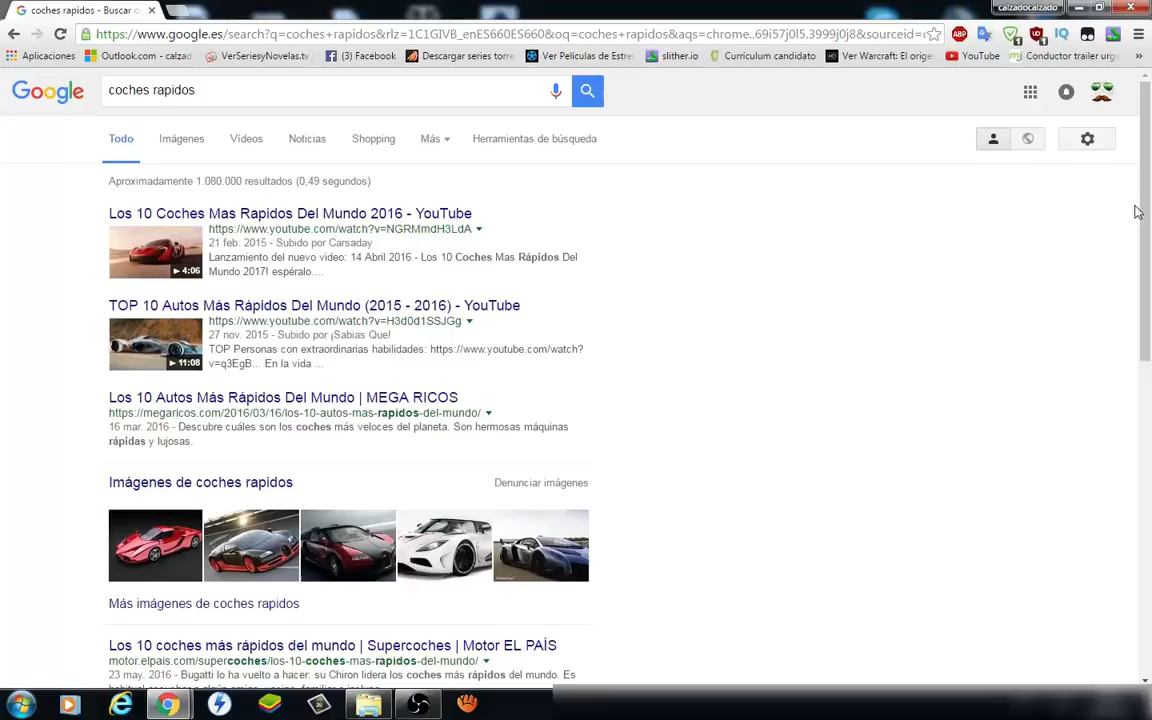 coches rapidos - Buscar c
calzadocalzado
https://www.google.es/search?q=coches+rapidos&rlz=1C1GIVB_enES660ES660&oq=coches+rapidos&aqs=chrome..69i57j0l5.3999j0j8&sourceid=c
Aplicaciones Outlook.com - calzad VerSeriesyNovelas.tv (3) Facebook Descargar series torre Ver Peliculas de Estre slither.io Curriculum candidato Ver Warcraft: El origen YouTube Conductor trailer urge »
Google coches rapidos
Todo Imágenes Vídeos Noticias Shopping Más Herramientas de búsqueda
Aproximadamente 1.080.000 resultados (0,49 segundos)
Los 10 Coches Mas Rapidos Del Mundo 2016 - YouTube
https://www.youtube.com/watch?v=NGRMmdH3LdA
21 feb. 2015 - Subido por Carsaday
Lanzamiento del nuevo video: 14 Abril 2016 - Los 10 Coches Mas Rápidos Del
Mundo 2017! espéralo....
4:06
TOP 10 Autos Más Rápidos Del Mundo (2015 - 2016) - YouTube
https://www.youtube.com/watch?v=H3d0d1SSJGg
27 nov. 2015 - Subido por ¡Sabias Que!
TOP Personas con extraordinarias habilidades: https://www.youtube.com/watch?
v=q3EgB... En la vida ...
11:08
Los 10 Autos Más Rápidos Del Mundo | MEGA RICOS
https://megaricos.com/2016/03/16/los-10-autos-mas-rapidos-del-mundo/
16 mar. 2016 - Descubre cuáles son los coches más veloces del planeta. Son hermosas máquinas
rápidas y lujosas.
Imágenes de coches rapidos Denunciar imágenes
Más imágenes de coches rapidos
Los 10 coches más rápidos del mundo | Supercoches | Motor EL PAÍS
motor.elpais.com/supercoches/los-10-coches-mas-rapidos-del-mundo/
23 may. 2016 - Bugatti lo ha vuelto a hacer: su Chiron lidera los coches más rápidos del mundo. Es